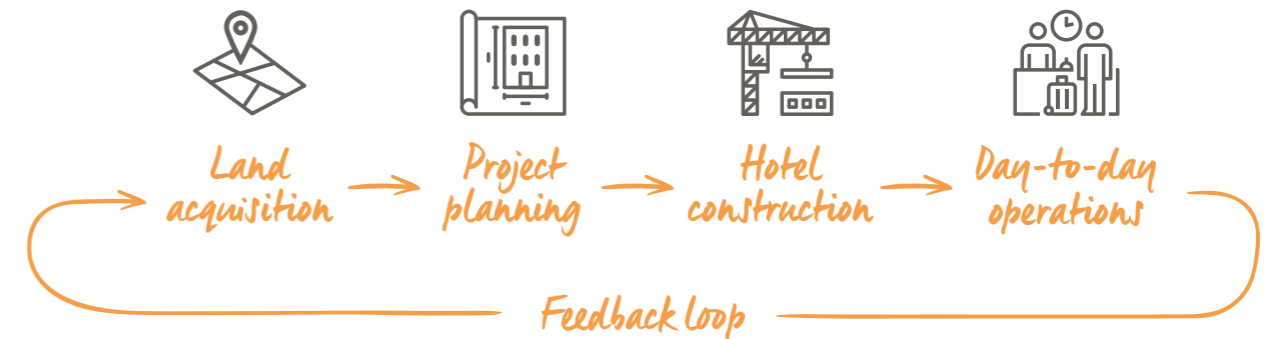 Land
acquisition
Project
planning
Hotel
construction
Day-to-day
operations
Feedback loop